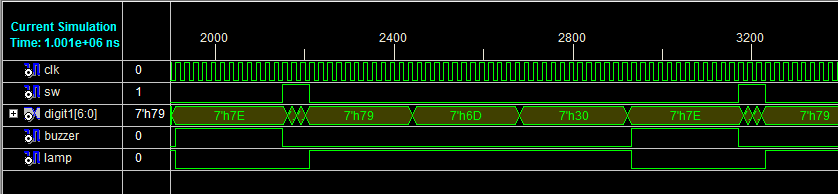 Current Simulation
Time: 1.001e+06 ns
2000 2400 2800 3200
clk 0
sw 1
digit1[6:0] 7'h79 7'h7E 7'h79 7'h6D 7'h30 7'h7E 7'h79
buzzer 0
lamp 0